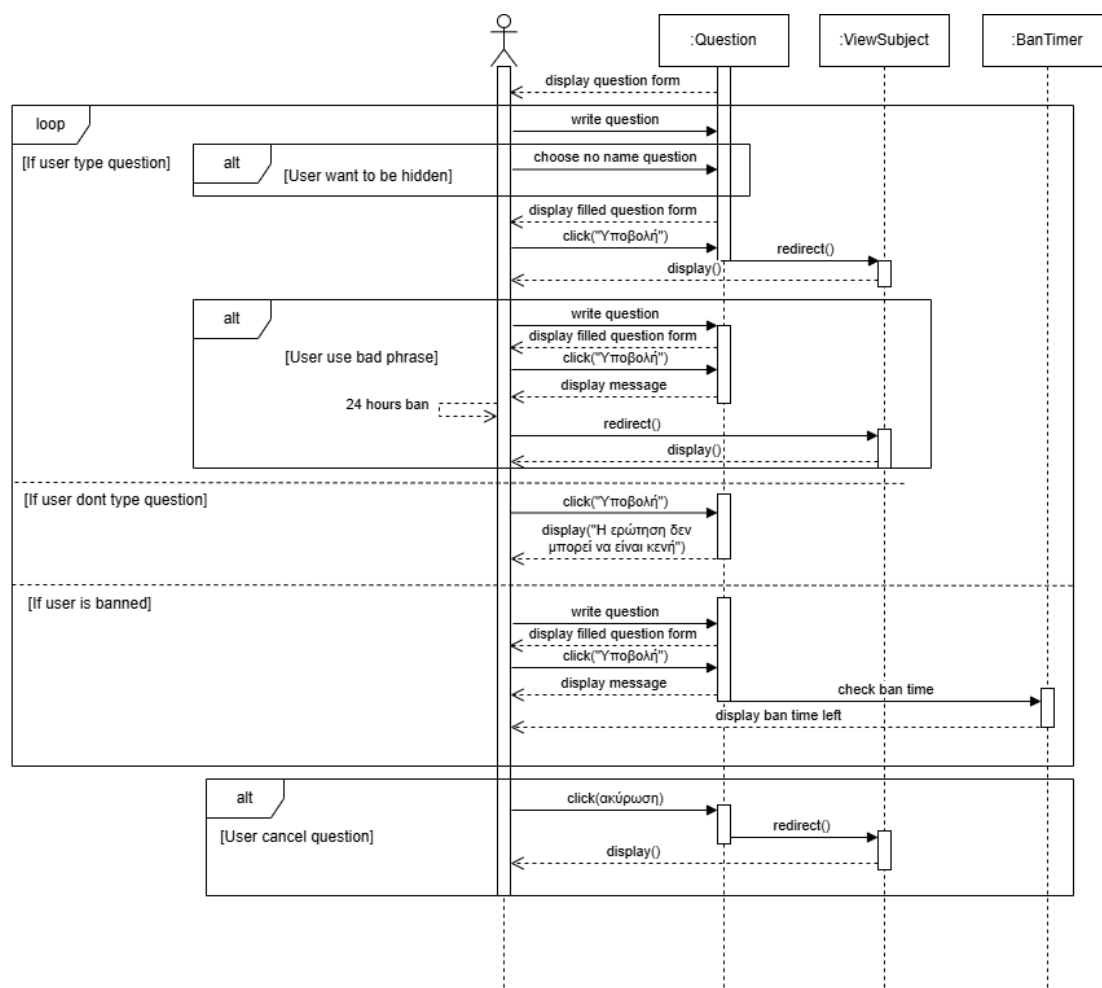 :Question
:ViewSubject
:BanTimer
display question form
loop
write question
[If user type question]
alt
choose no name question
[User want to be hidden]
display filled question form
click("Υποβολή")
redirect()
display()
alt
write question
display filled question form
[User use bad phrase]
click("Υποβολή")
display message
24 hours ban
redirect()
display()
[If user dont type question]
click("Υποβολή")
display("Η ερώτηση δεν
μπορεί να είναι κενή")
[If user is banned]
write question
display filled question form
click("Υποβολή")
display message
check ban time
display ban time left
alt
click(ακύρωση)
[User cancel question]
redirect()
display()